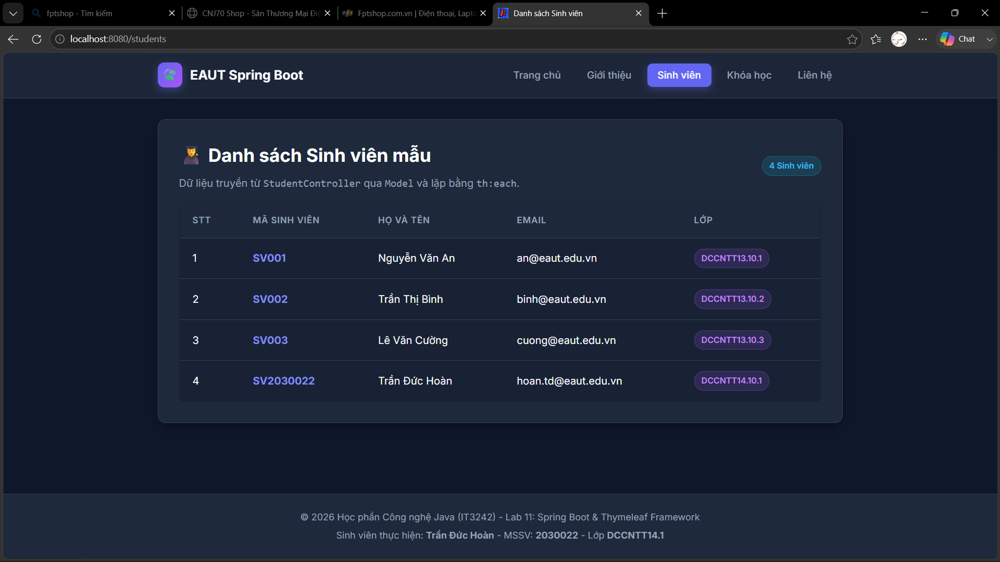 fptshop - Tìm kiếm
CNJ70 Shop - Sàn Thương Mại Điệ
Fptshop.com.vn | Điện thoại, Lapto
Danh sách Sinh viên
localhost:8080/students
Chat
EAUT Spring Boot
Trang chủ
Giới thiệu
Sinh viên
Khóa học
Liên hệ
Danh sách Sinh viên mẫu
4 Sinh viên
Dữ liệu truyền từ StudentController qua Model và lặp bằng th:each.
STT MÃ SINH VIÊN HỌ VÀ TÊN EMAIL LỚP
1 SV001 Nguyễn Văn An an@eaut.edu.vn DCCNTT13.10.1
2 SV002 Trần Thị Bình binh@eaut.edu.vn DCCNTT13.10.2
3 SV003 Lê Văn Cường cuong@eaut.edu.vn DCCNTT13.10.3
4 SV2030022 Trần Đức Hoàn hoan.td@eaut.edu.vn DCCNTT14.10.1
© 2026 Học phần Công nghệ Java (IT3242) - Lab 11: Spring Boot & Thymeleaf Framework
Sinh viên thực hiện: Trần Đức Hoàn - MSSV: 2030022 - Lớp DCCNTT14.1